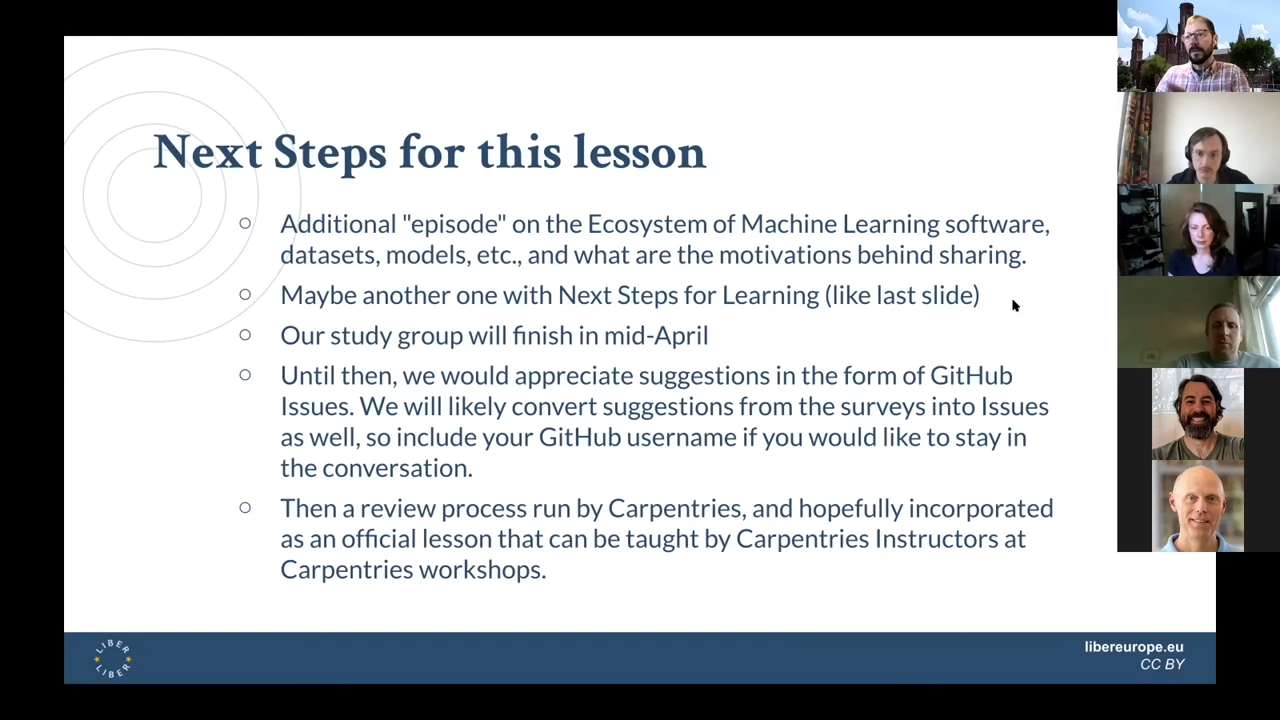 Next Steps for this lesson
Additional "episode" on the Ecosystem of Machine Learning software,
datasets, models, etc., and what are the motivations behind sharing.
Maybe another one with Next Steps for Learning (like last slide)
Our study group will finish in mid-April
Until then, we would appreciate suggestions in the form of GitHub
Issues. We will likely convert suggestions from the surveys into Issues
as well, so include your GitHub username if you would like to stay in
the conversation.
Then a review process run by Carpentries, and hopefully incorporated
as an official lesson that can be taught by Carpentries Instructors at
Carpentries workshops.
LIBER
LIBER
libereurope.eu
CC BY